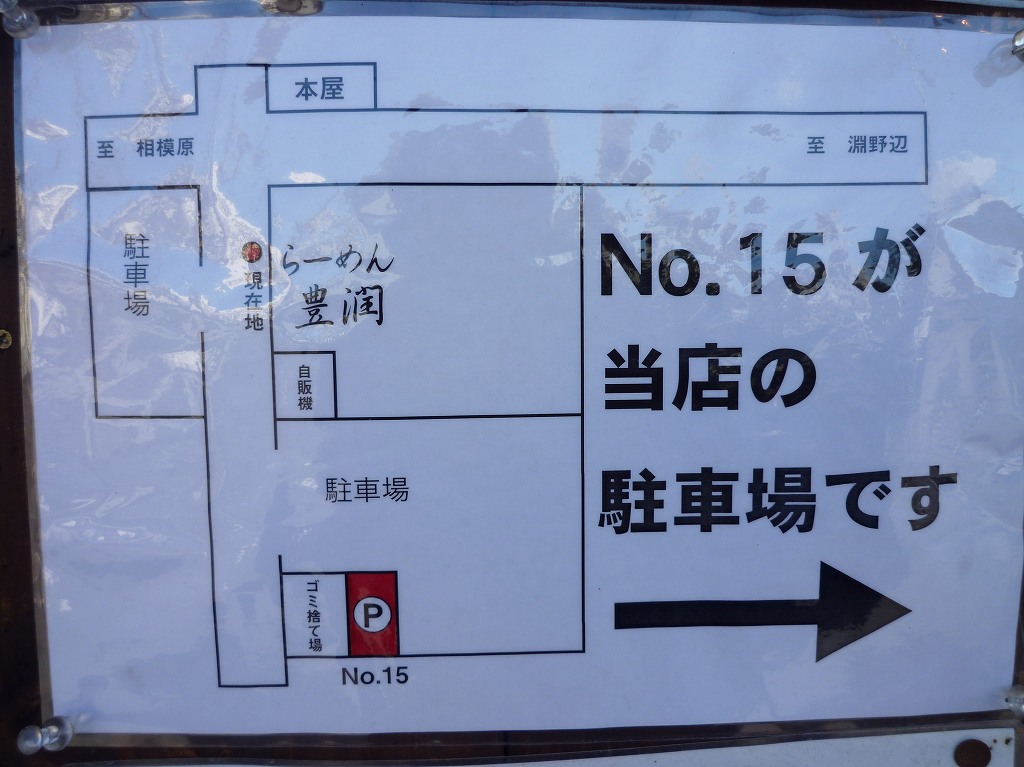 本屋
至 相模原
至 淵野辺
駐車場
現在地
らーめん
豊潤
自販機
駐車場
ゴミ捨て場
P
No.15
No.15が
当店の
駐車場です